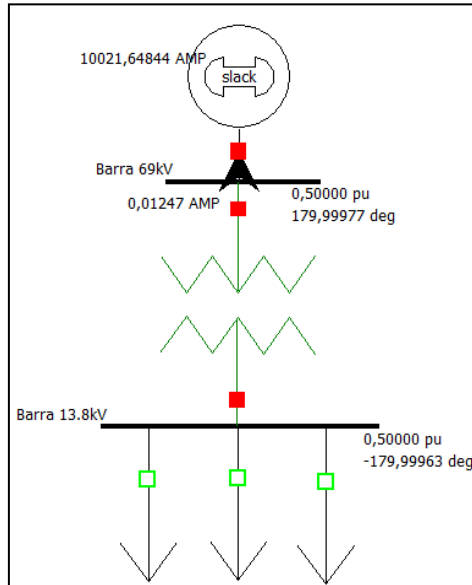 10021,64844 AMP
slack
Barra 69kV
0,50000 pu
0,01247 AMP
179,99977 deg
Barra 13.8kV
0,50000 pu
-179,99963 deg